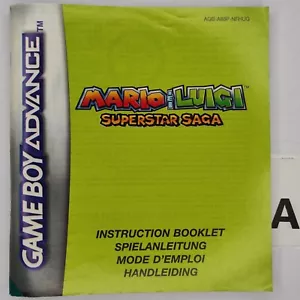 GAME BOY ADVANCE
MARIO & LUIGI
SUPERSTAR SAGA
INSTRUCTION BOOKLET
SPIELANLEITUNG
MODE D'EMPLOI
HANDLEIDING
A